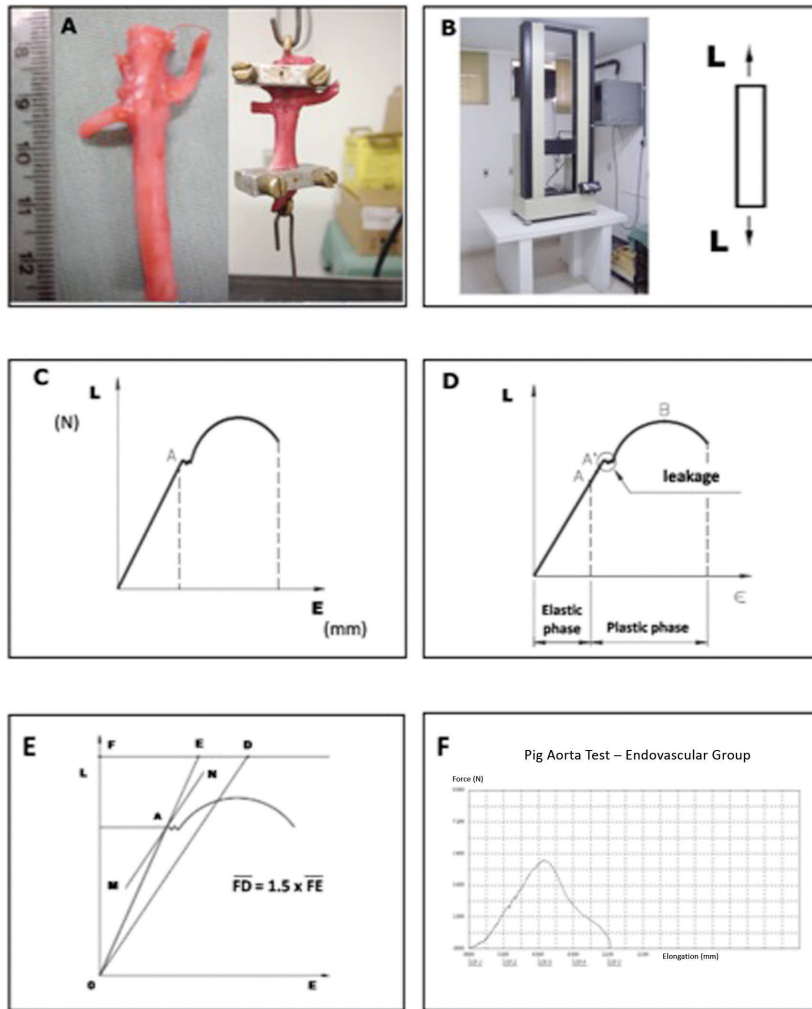 A
8
9
10
11
12
B
L
L
C
L
(N)
A
E
(mm)
D
L
B
A'
A
leakage
∈
Elastic
phase
Plastic phase
E
F
E
D
L
N
A
M
FD = 1.5 x FE
O
E
F
Pig Aorta Test – Endovascular Group
Force (N)
Elongation (mm)